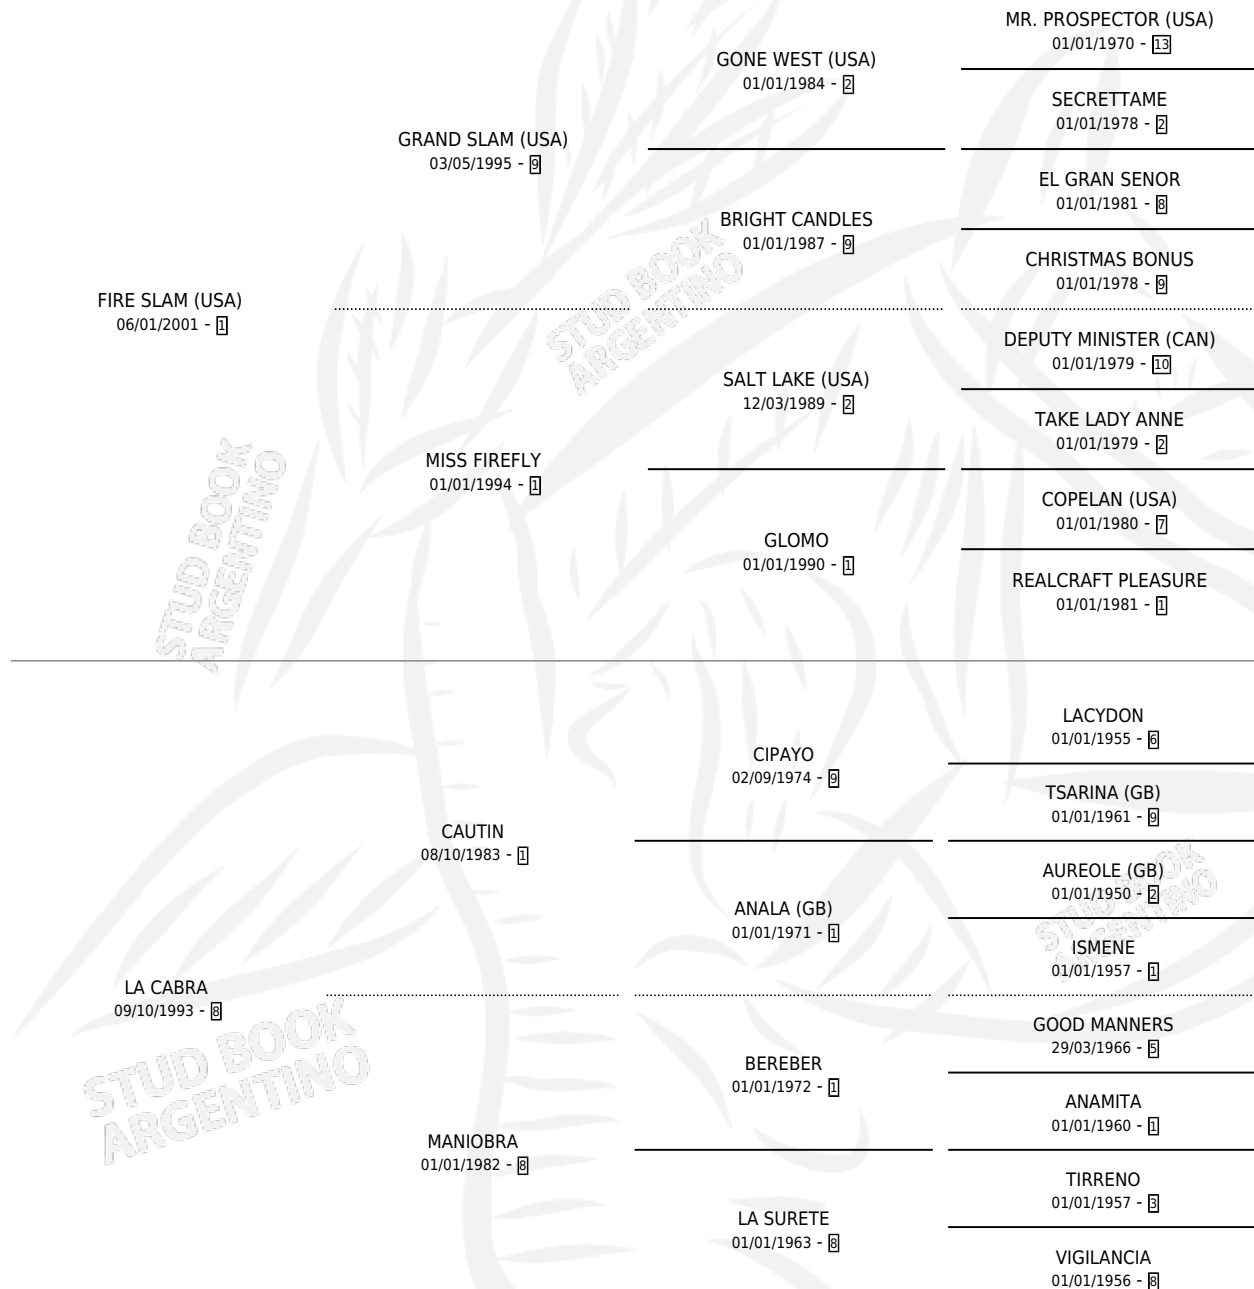 MR. PROSPECTOR (USA)
01/01/1970 - 13
GONE WEST (USA)
01/01/1984 - 2
SECRETTAME
01/01/1978 - 2
GRAND SLAM (USA)
03/05/1995 - 9
EL GRAN SENOR
01/01/1981 - 8
BRIGHT CANDLES
01/01/1987 - 9
CHRISTMAS BONUS
01/01/1978 - 9
FIRE SLAM (USA)
06/01/2001 - 1
DEPUTY MINISTER (CAN)
01/01/1979 - 10
SALT LAKE (USA)
12/03/1989 - 2
TAKE LADY ANNE
01/01/1979 - 2
MISS FIREFLY
01/01/1994 - 1
COPELAN (USA)
01/01/1980 - 7
GLOMO
01/01/1990 - 1
REALCRAFT PLEASURE
01/01/1981 - 1
STUD BOOK
ARGENTINO
STUD BOOK
ARGENTINO
LACYDON
01/01/1955 - 6
CIPAYO
02/09/1974 - 9
TSARINA (GB)
01/01/1961 - 9
CAUTIN
08/10/1983 - 1
AUREOLE (GB)
01/01/1950 - 2
ANALA (GB)
01/01/1971 - 1
ISMENE
01/01/1957 - 1
LA CABRA
09/10/1993 - 8
GOOD MANNERS
29/03/1966 - 5
BEREBER
01/01/1972 - 1
ANAMITA
01/01/1960 - 1
MANIOBRA
01/01/1982 - 8
TIRRENO
01/01/1957 - 3
LA SURETE
01/01/1963 - 8
VIGILANCIA
01/01/1956 - 8
STUD BOOK
ARGENTINO
STUD BOOK
ARGENTINO